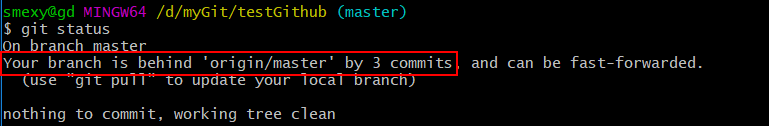 smexy@gd MINGW64 /d/myGit/testGithub (master)
$ git status
On branch master
Your branch is behind 'origin/master' by 3 commits, and can be fast-forwarded.
  (use "git pull" to update your local branch)

nothing to commit, working tree clean